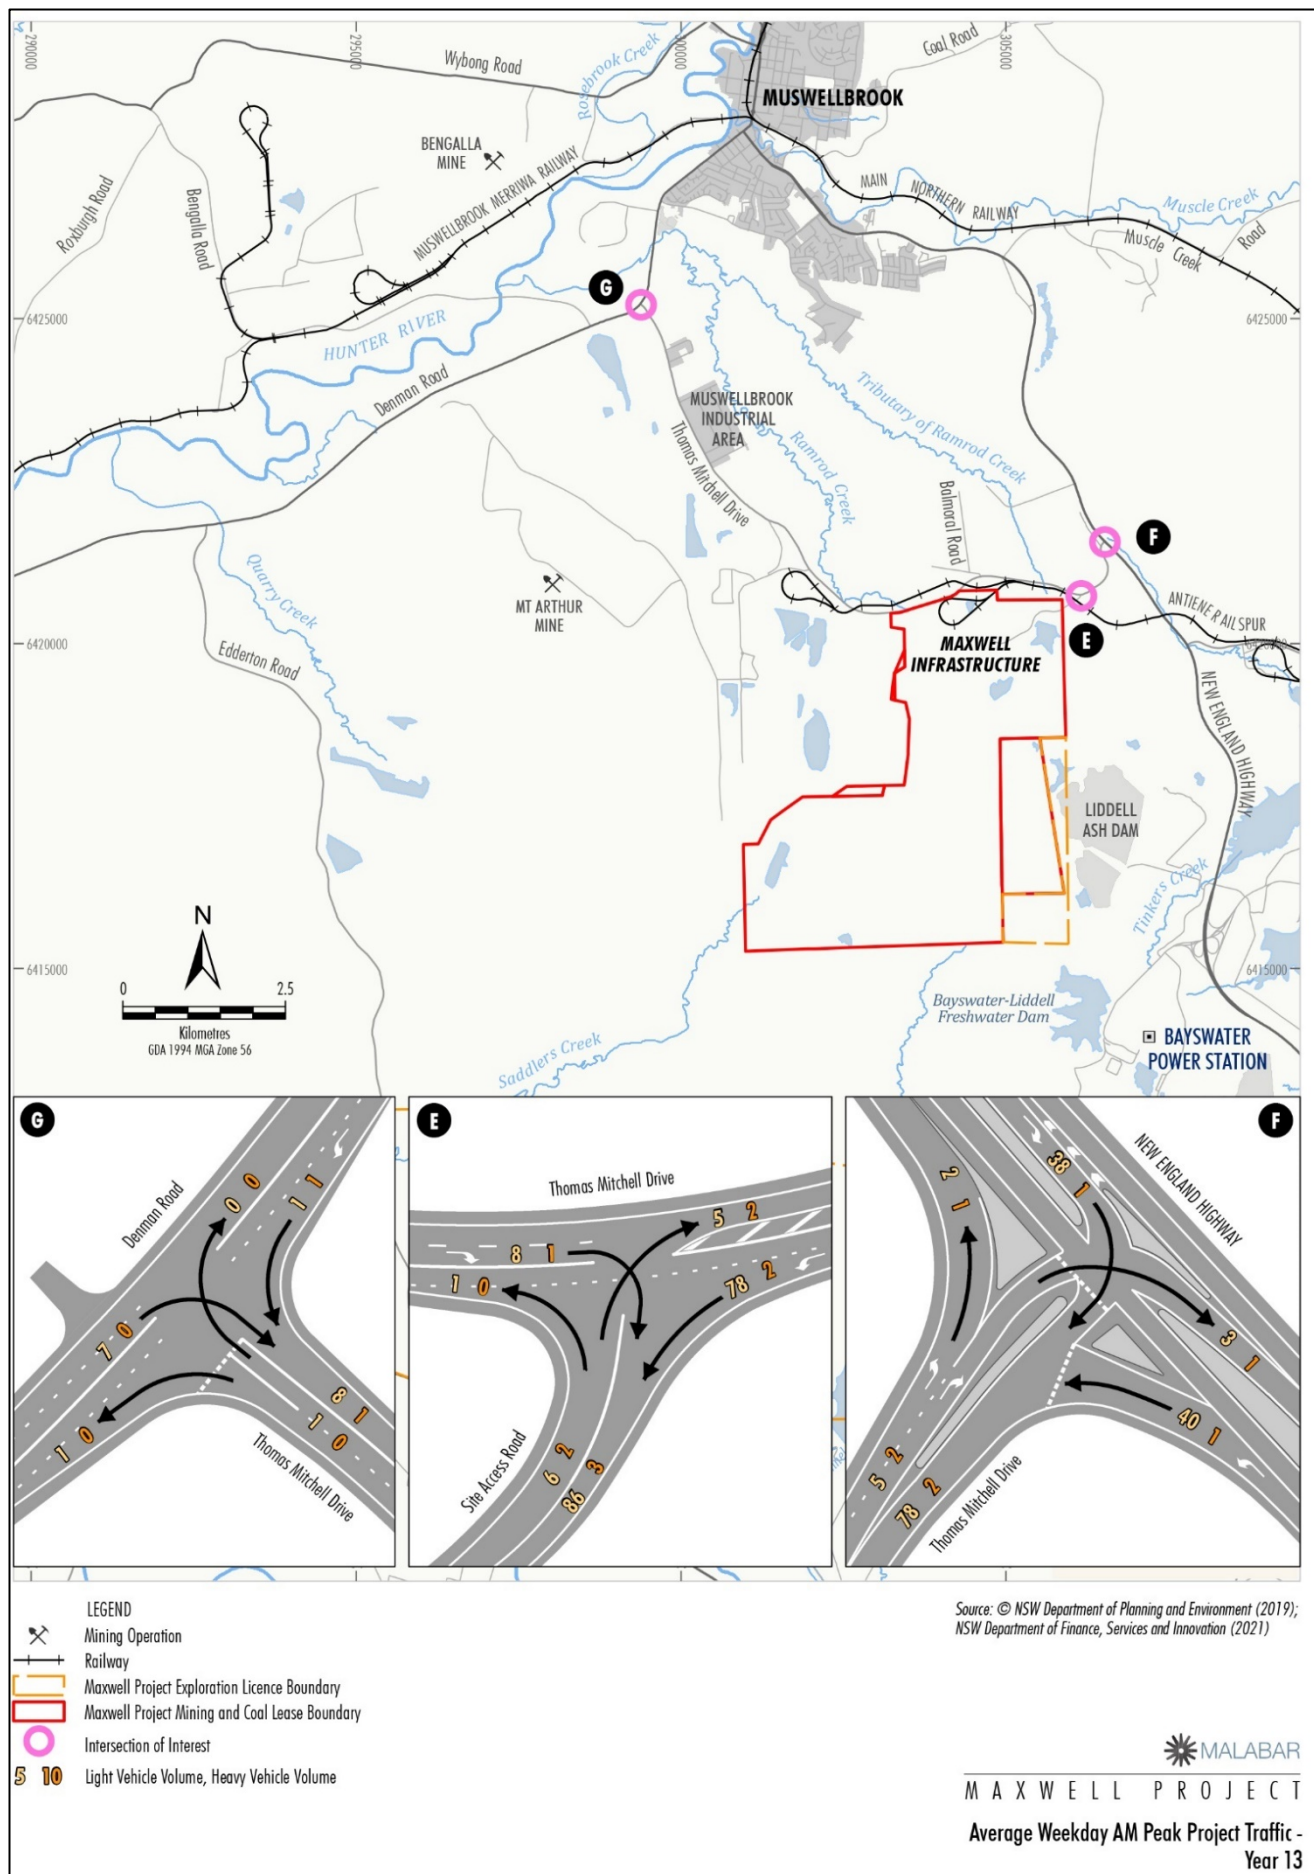 290000
295000
305000
Wybong Road
Rosebrook Creek
Coal Road
MUSWELLBROOK
BENGALLA
MINE
MUSWELLBROOK MERRIWA RAILWAY
Roxburgh Road
Bengalla Road
MAIN NORTHERN RAILWAY
Muscle Creek
Muscle Creek Road
G
6425000
6425000
HUNTER RIVER
Denman Road
MUSWELLBROOK
INDUSTRIAL
AREA
Thomas Mitchell Drive
Tributary of Ramrod Creek
Ramrod Creek
Balmoral Road
F
Quarry Creek
MT ARTHUR
MINE
ANTIENE RAIL SPUR
E
6420000
Edderton Road
MAXWELL
INFRASTRUCTURE
NEW ENGLAND HIGHWAY
LIDDELL
ASH DAM
Tinkers Creek
N
6415000
6415000
0 2.5
Kilometres
GDA 1994 MGA Zone 56
Bayswater-Liddell
Freshwater Dam
Saddlers Creek
BAYSWATER
POWER STATION
G
Denman Road
0 0
1 1
7 0
1 0
8 1
1 0
Thomas Mitchell Drive
E
Thomas Mitchell Drive
5 2
8 1
1 0
78 2
6 2
86 3
Site Access Road
F
NEW ENGLAND HIGHWAY
2 1
38 1
3 1
40 1
5 2
78 2
Thomas Mitchell Drive
LEGEND
Mining Operation
Railway
Maxwell Project Exploration Licence Boundary
Maxwell Project Mining and Coal Lease Boundary
Intersection of Interest
5 10 Light Vehicle Volume, Heavy Vehicle Volume
Source: © NSW Department of Planning and Environment (2019);
NSW Department of Finance, Services and Innovation (2021)
MALABAR
MAXWELL PROJECT
Average Weekday AM Peak Project Traffic -
Year 13